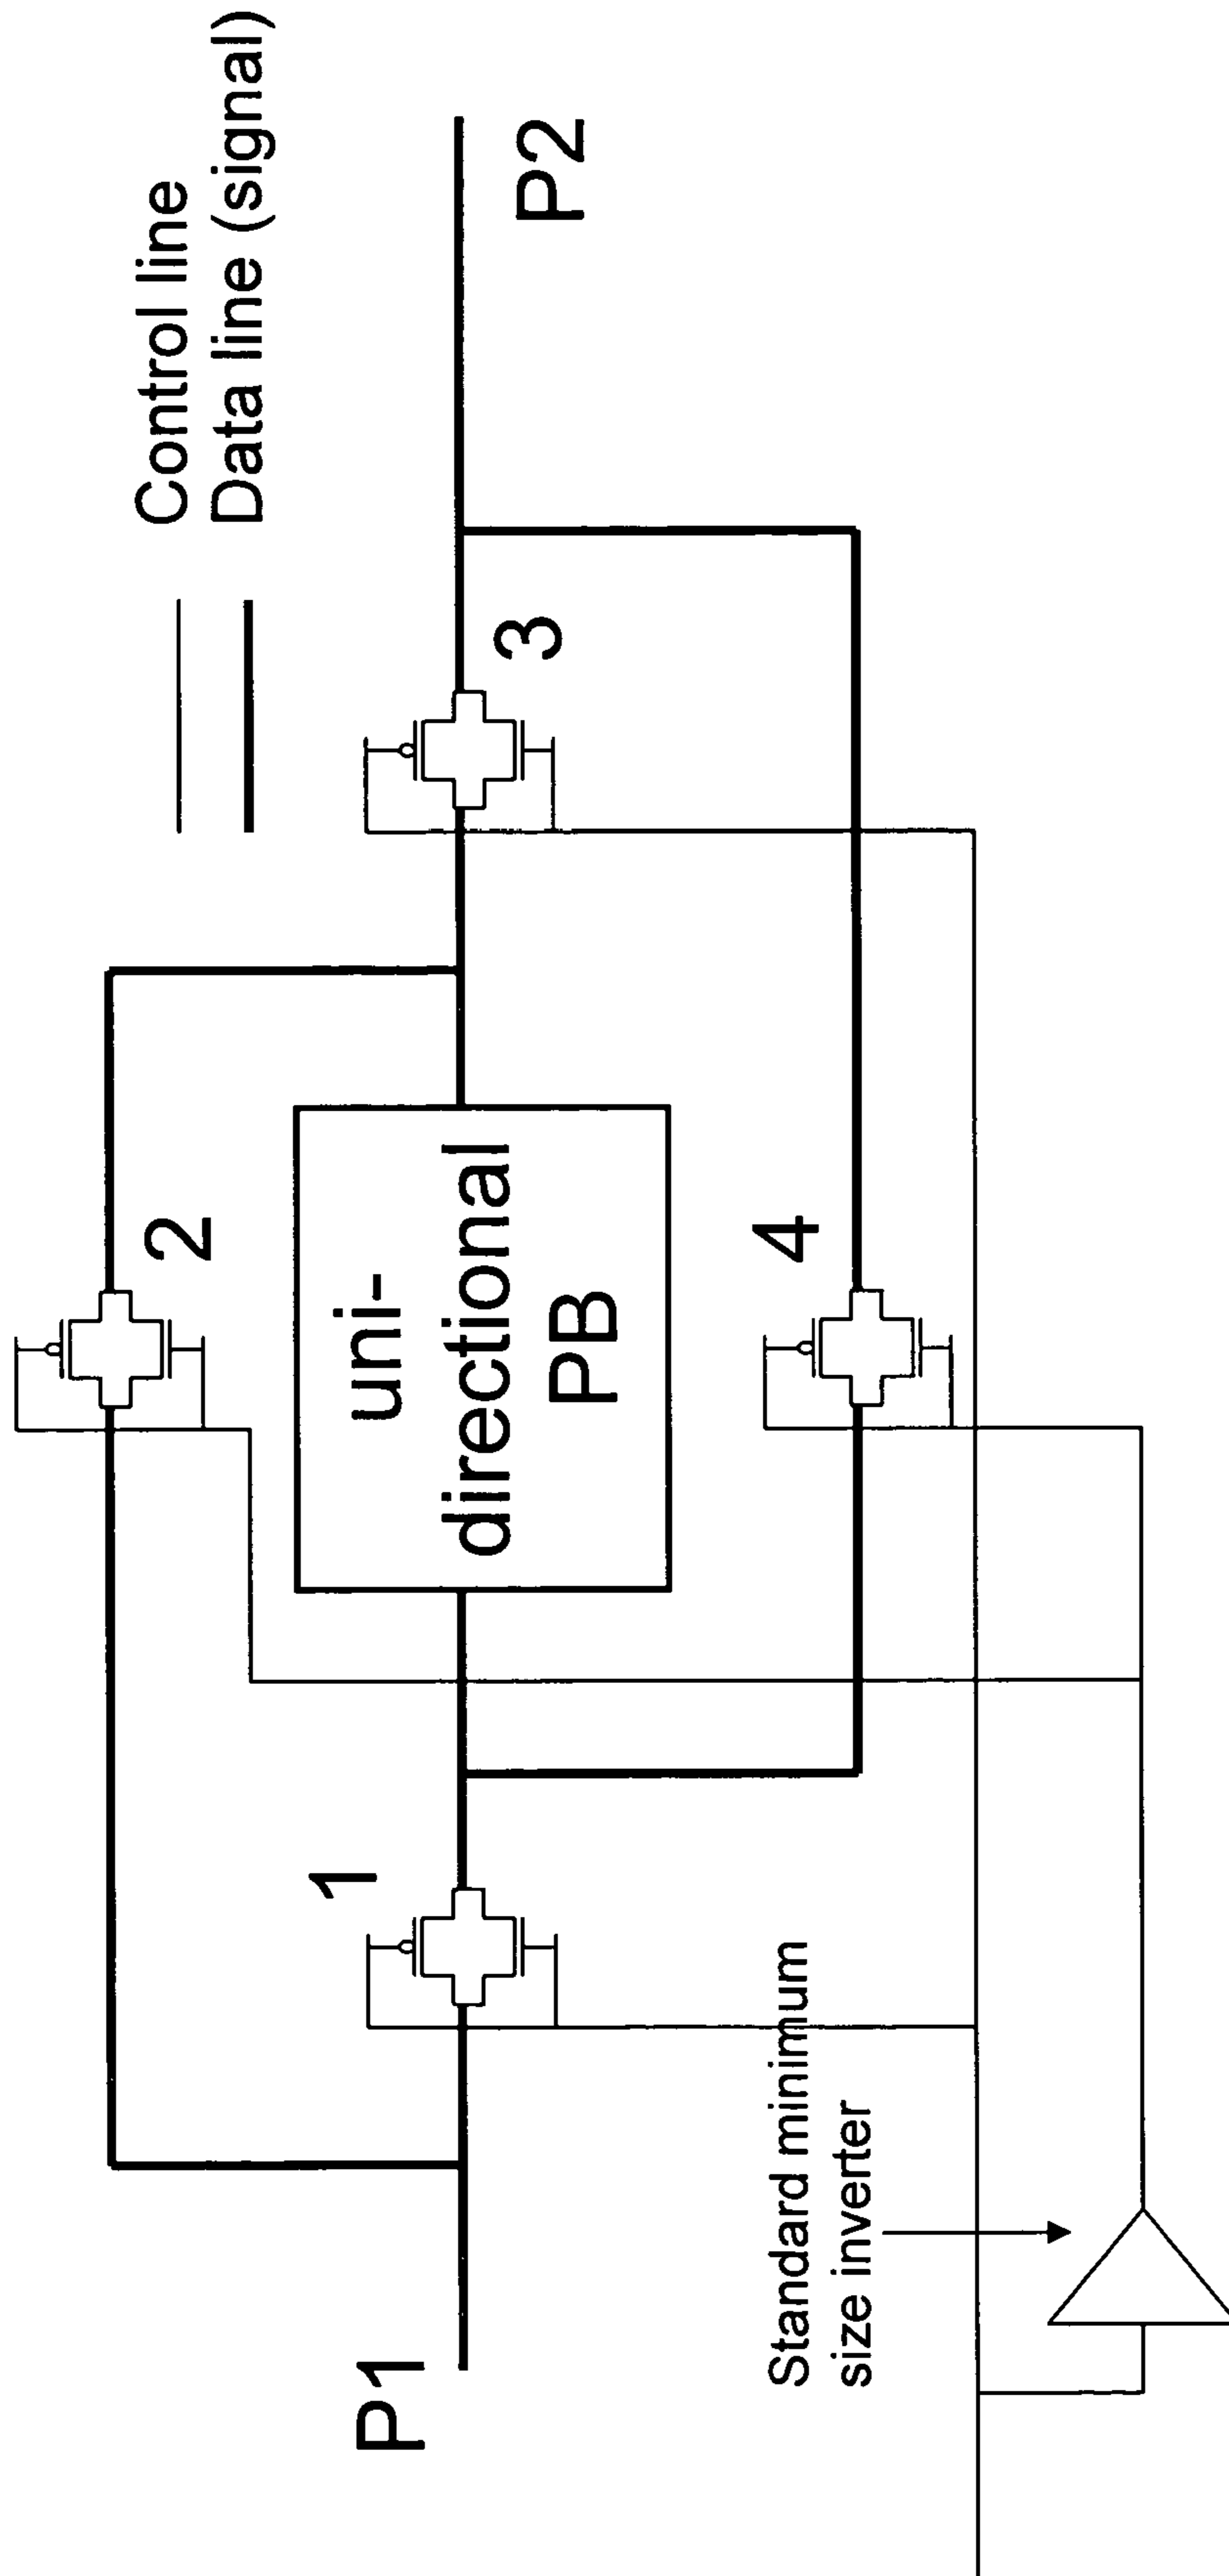 Control line
Data line (signal)
2
uni-
directional
PB
1
3
P1
P2
4
Standard minimum
size inverter